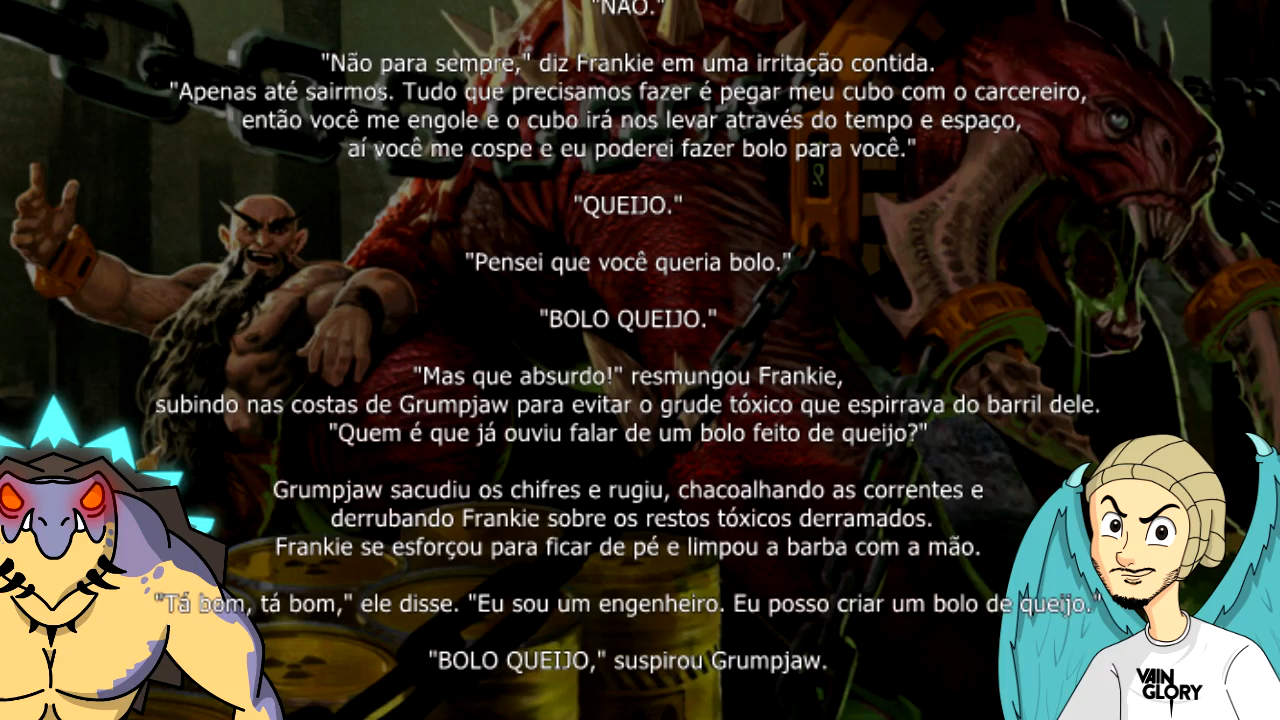 "NÃO."
"Não para sempre," diz Frankie em uma irritação contida.
"Apenas até sairmos. Tudo que precisamos fazer é pegar meu cubo com o carcereiro,
então você me engole e o cubo irá nos levar através do tempo e espaço,
aí você me cospe e eu poderei fazer bolo para você."
"QUEIJO."
"Pensei que você queria bolo."
"BOLO QUEIJO."
"Mas que absurdo!" resmungou Frankie,
subindo nas costas de Grumpjaw para evitar o grude tóxico que espirrava do barril dele.
"Quem é que já ouviu falar de um bolo feito de queijo?"
Grumpjaw sacudiu os chifres e rugiu, chacoalhando as correntes e
derrubando Frankie sobre os restos tóxicos derramados.
Frankie se esforçou para ficar de pé e limpou a barba com a mão.
"Tá bom, tá bom," ele disse. "Eu sou um engenheiro. Eu posso criar um bolo de queijo."
"BOLO QUEIJO," suspirou Grumpjaw.
VAIN
GLORY